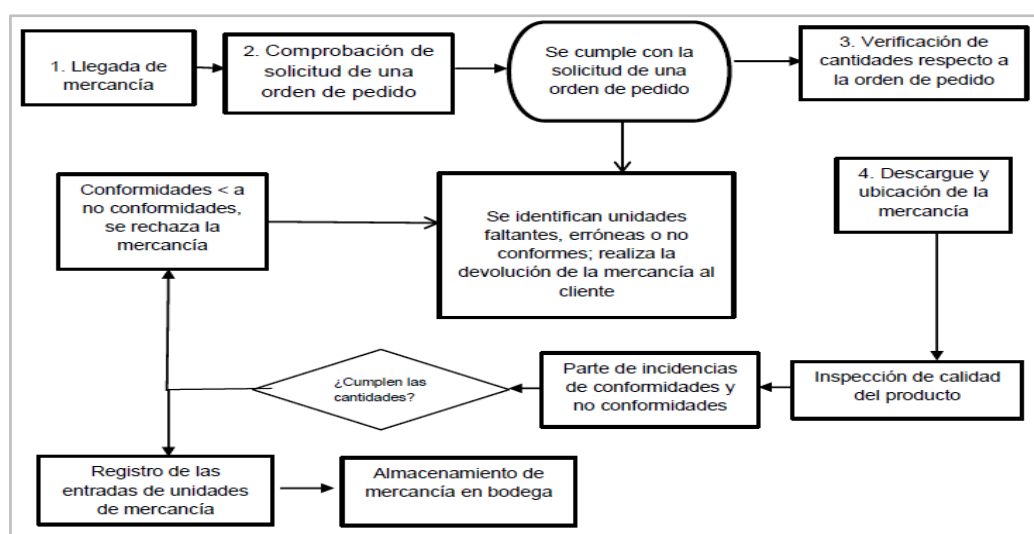 1. Llegada de
mercancía
2. Comprobación de
solicitud de una
orden de pedido
Se cumple con la
solicitud de una
orden de pedido
3. Verificación de
cantidades respecto a
la orden de pedido
Conformidades < a
no conformidades,
se rechaza la
mercancía
Se identifican unidades
faltantes, erróneas o no
conformes; realiza la
devolución de la mercancía al
cliente
4. Descargue y
ubicación de la
mercancía
¿Cumplen las
cantidades?
Parte de incidencias
de conformidades y
no conformidades
Inspección de calidad
del producto
Registro de las
entradas de unidades
de mercancía
Almacenamiento de
mercancía en bodega